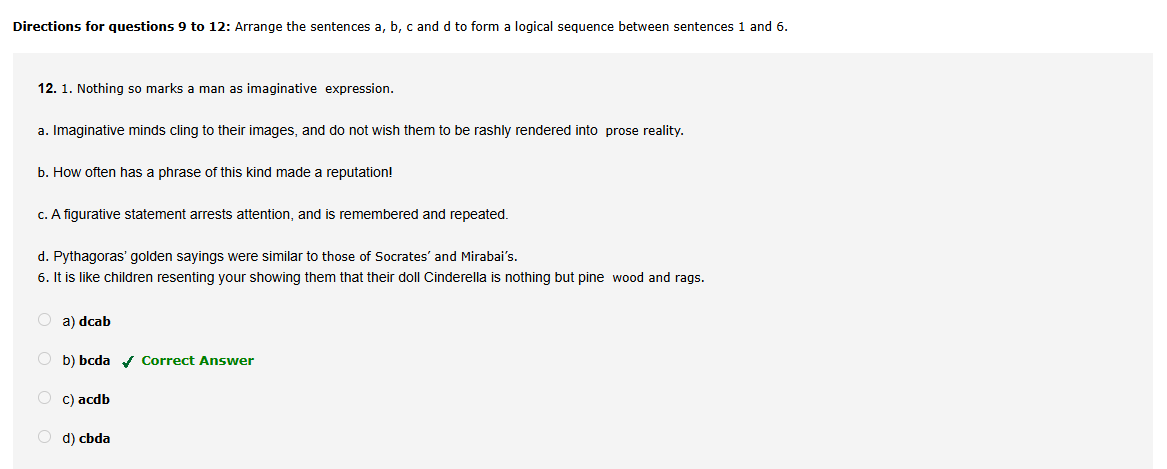 Directions for questions 9 to 12: Arrange the sentences a, b, c and d to form a logical sequence between sentences 1 and 6.
12. 1. Nothing so marks a man as imaginative expression.
a. Imaginative minds cling to their images, and do not wish them to be rashly rendered into prose reality.
b. How often has a phrase of this kind made a reputation!
c. A figurative statement arrests attention, and is remembered and repeated.
d. Pythagoras' golden sayings were similar to those of Socrates' and Mirabai's.
6. It is like children resenting your showing them that their doll Cinderella is nothing but pine wood and rags.
a) dcab
b) bcda ✓ Correct Answer
c) acdb
d) cbda